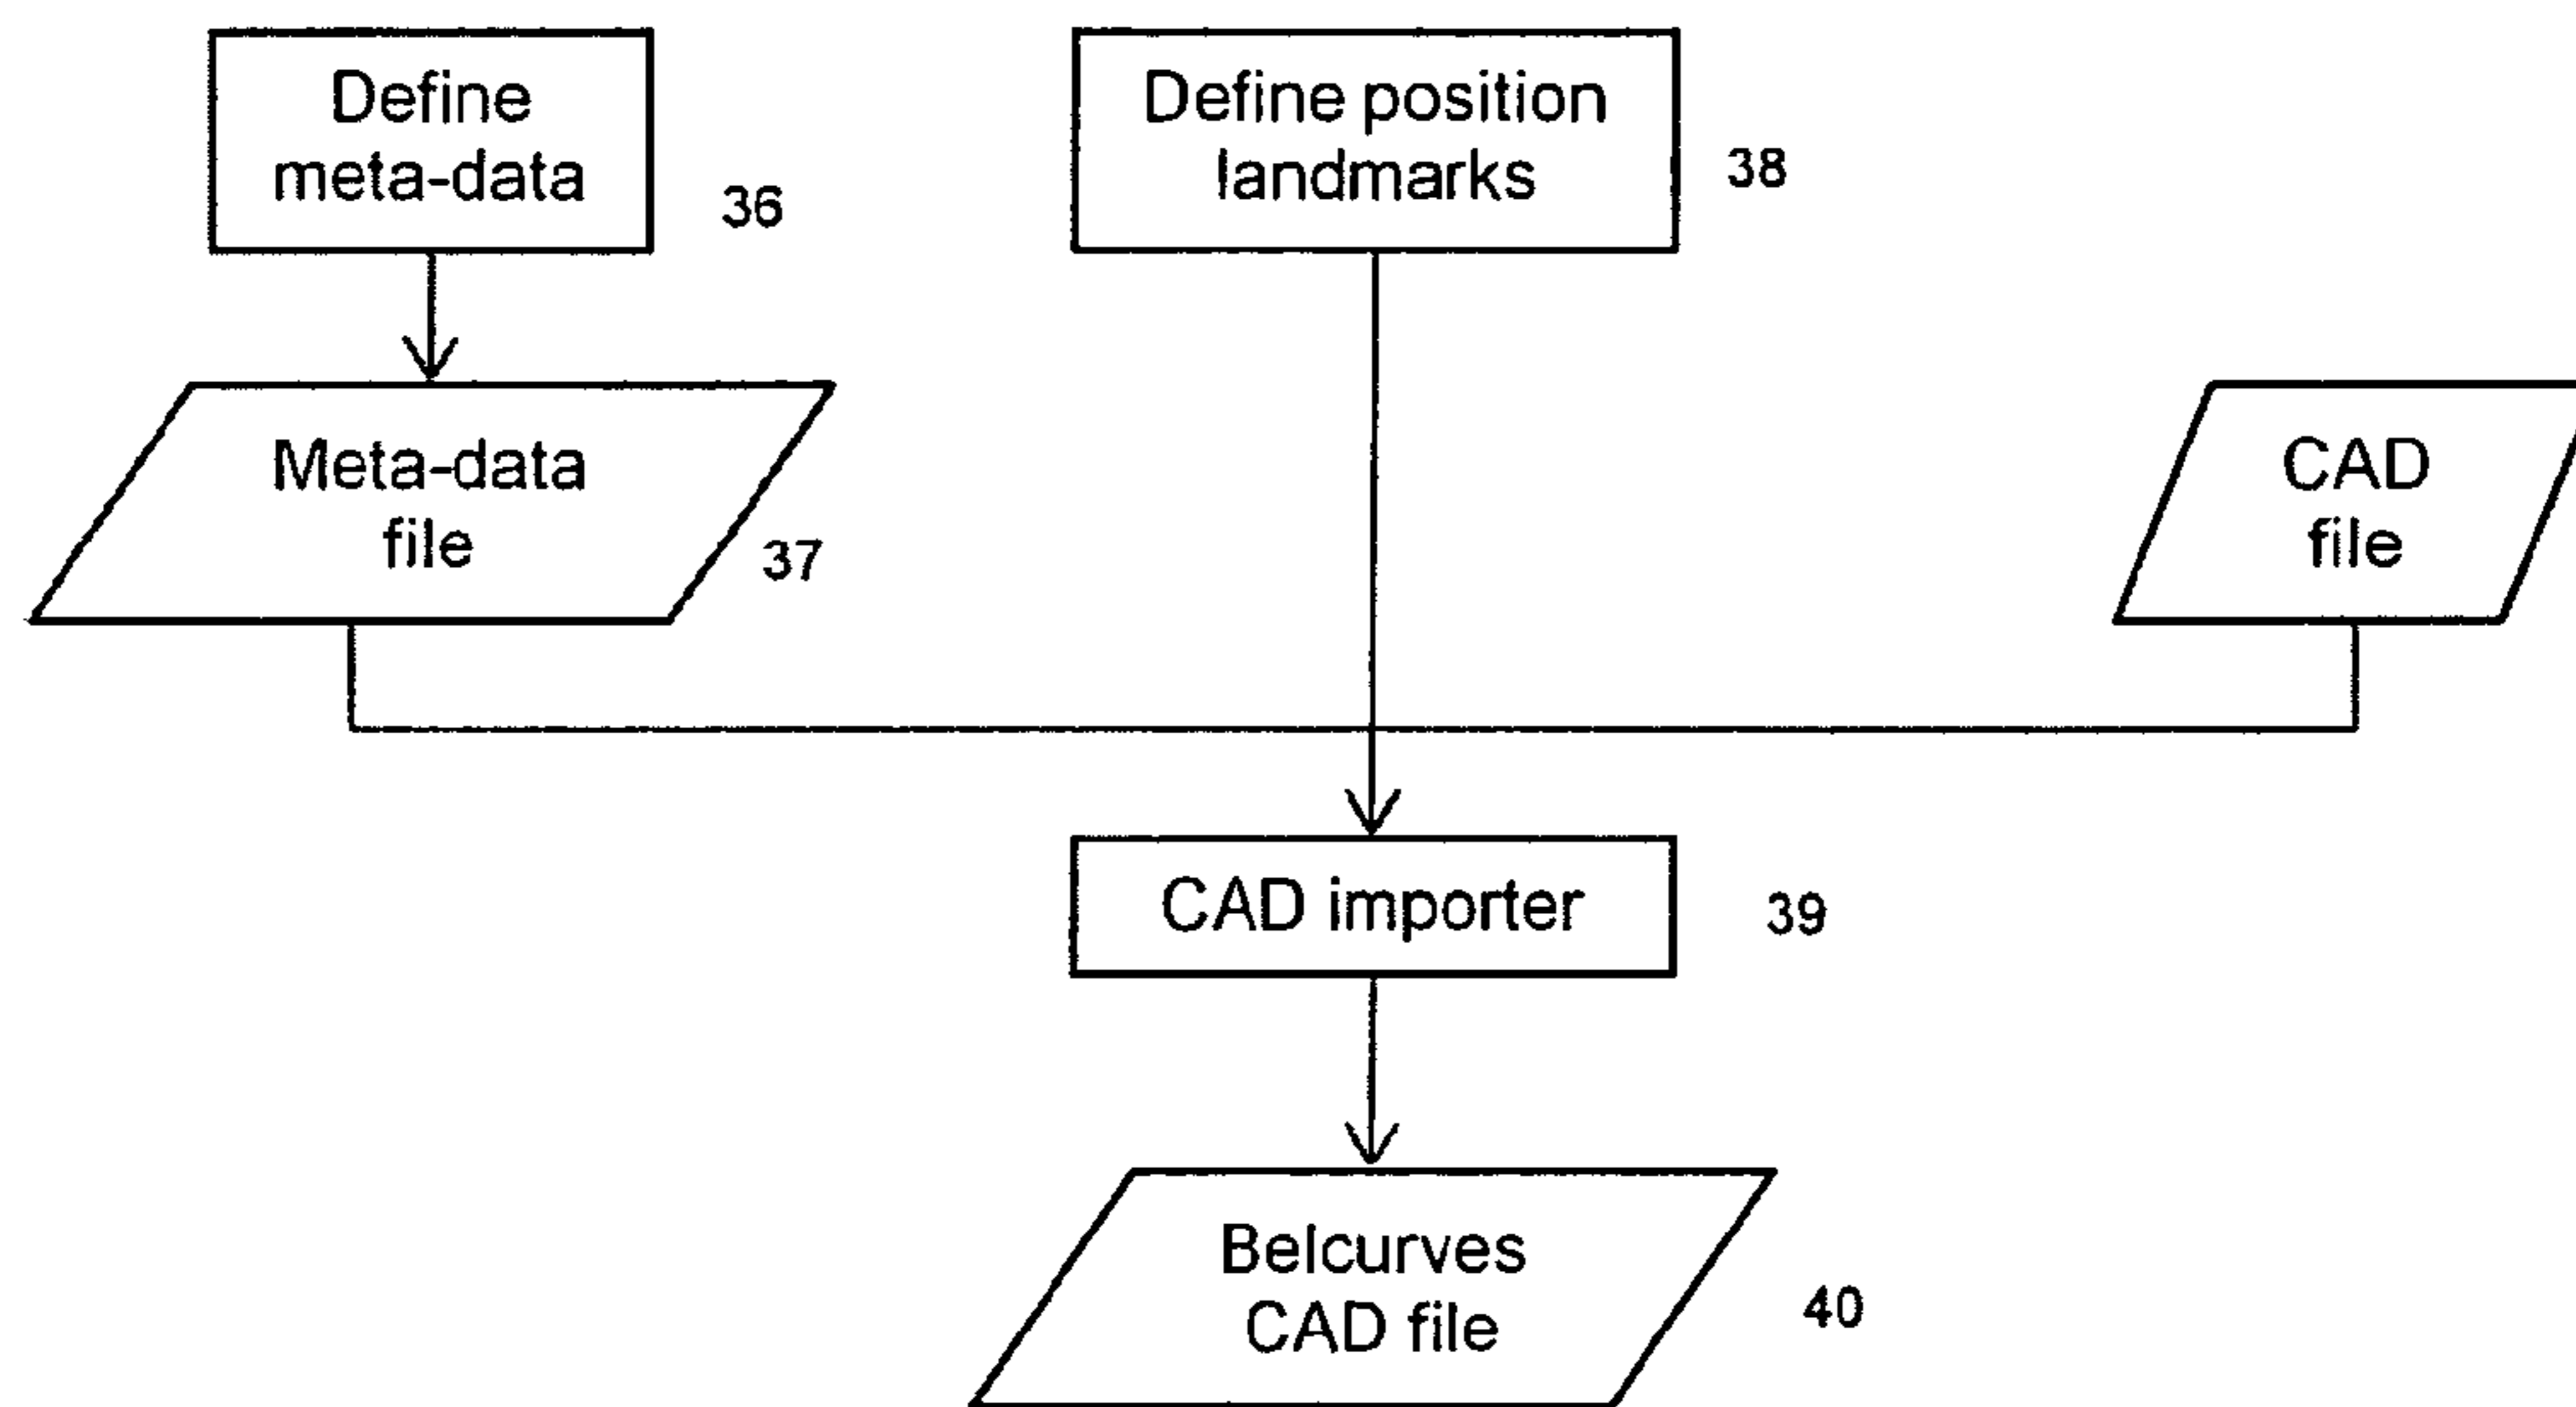 Define
meta-data
36
Define position
landmarks
38
Meta-data
file
37
CAD
file
CAD importer
39
Belcurves
CAD file
40